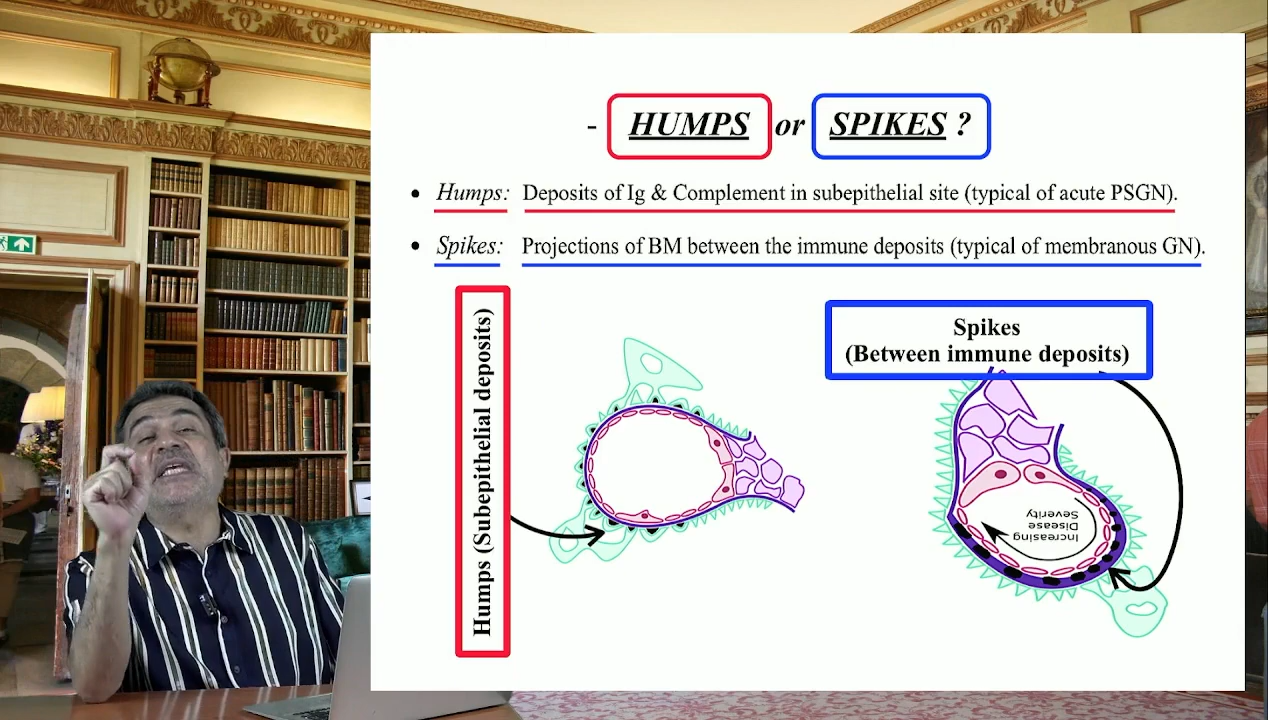 - HUMPS or SPIKES ?
• Humps: Deposits of Ig & Complement in subepithelial site (typical of acute PSGN).
• Spikes: Projections of BM between the immune deposits (typical of membranous GN).
Humps (Subepithelial deposits)
Spikes
(Between immune deposits)
Increasing
Disease
Severity